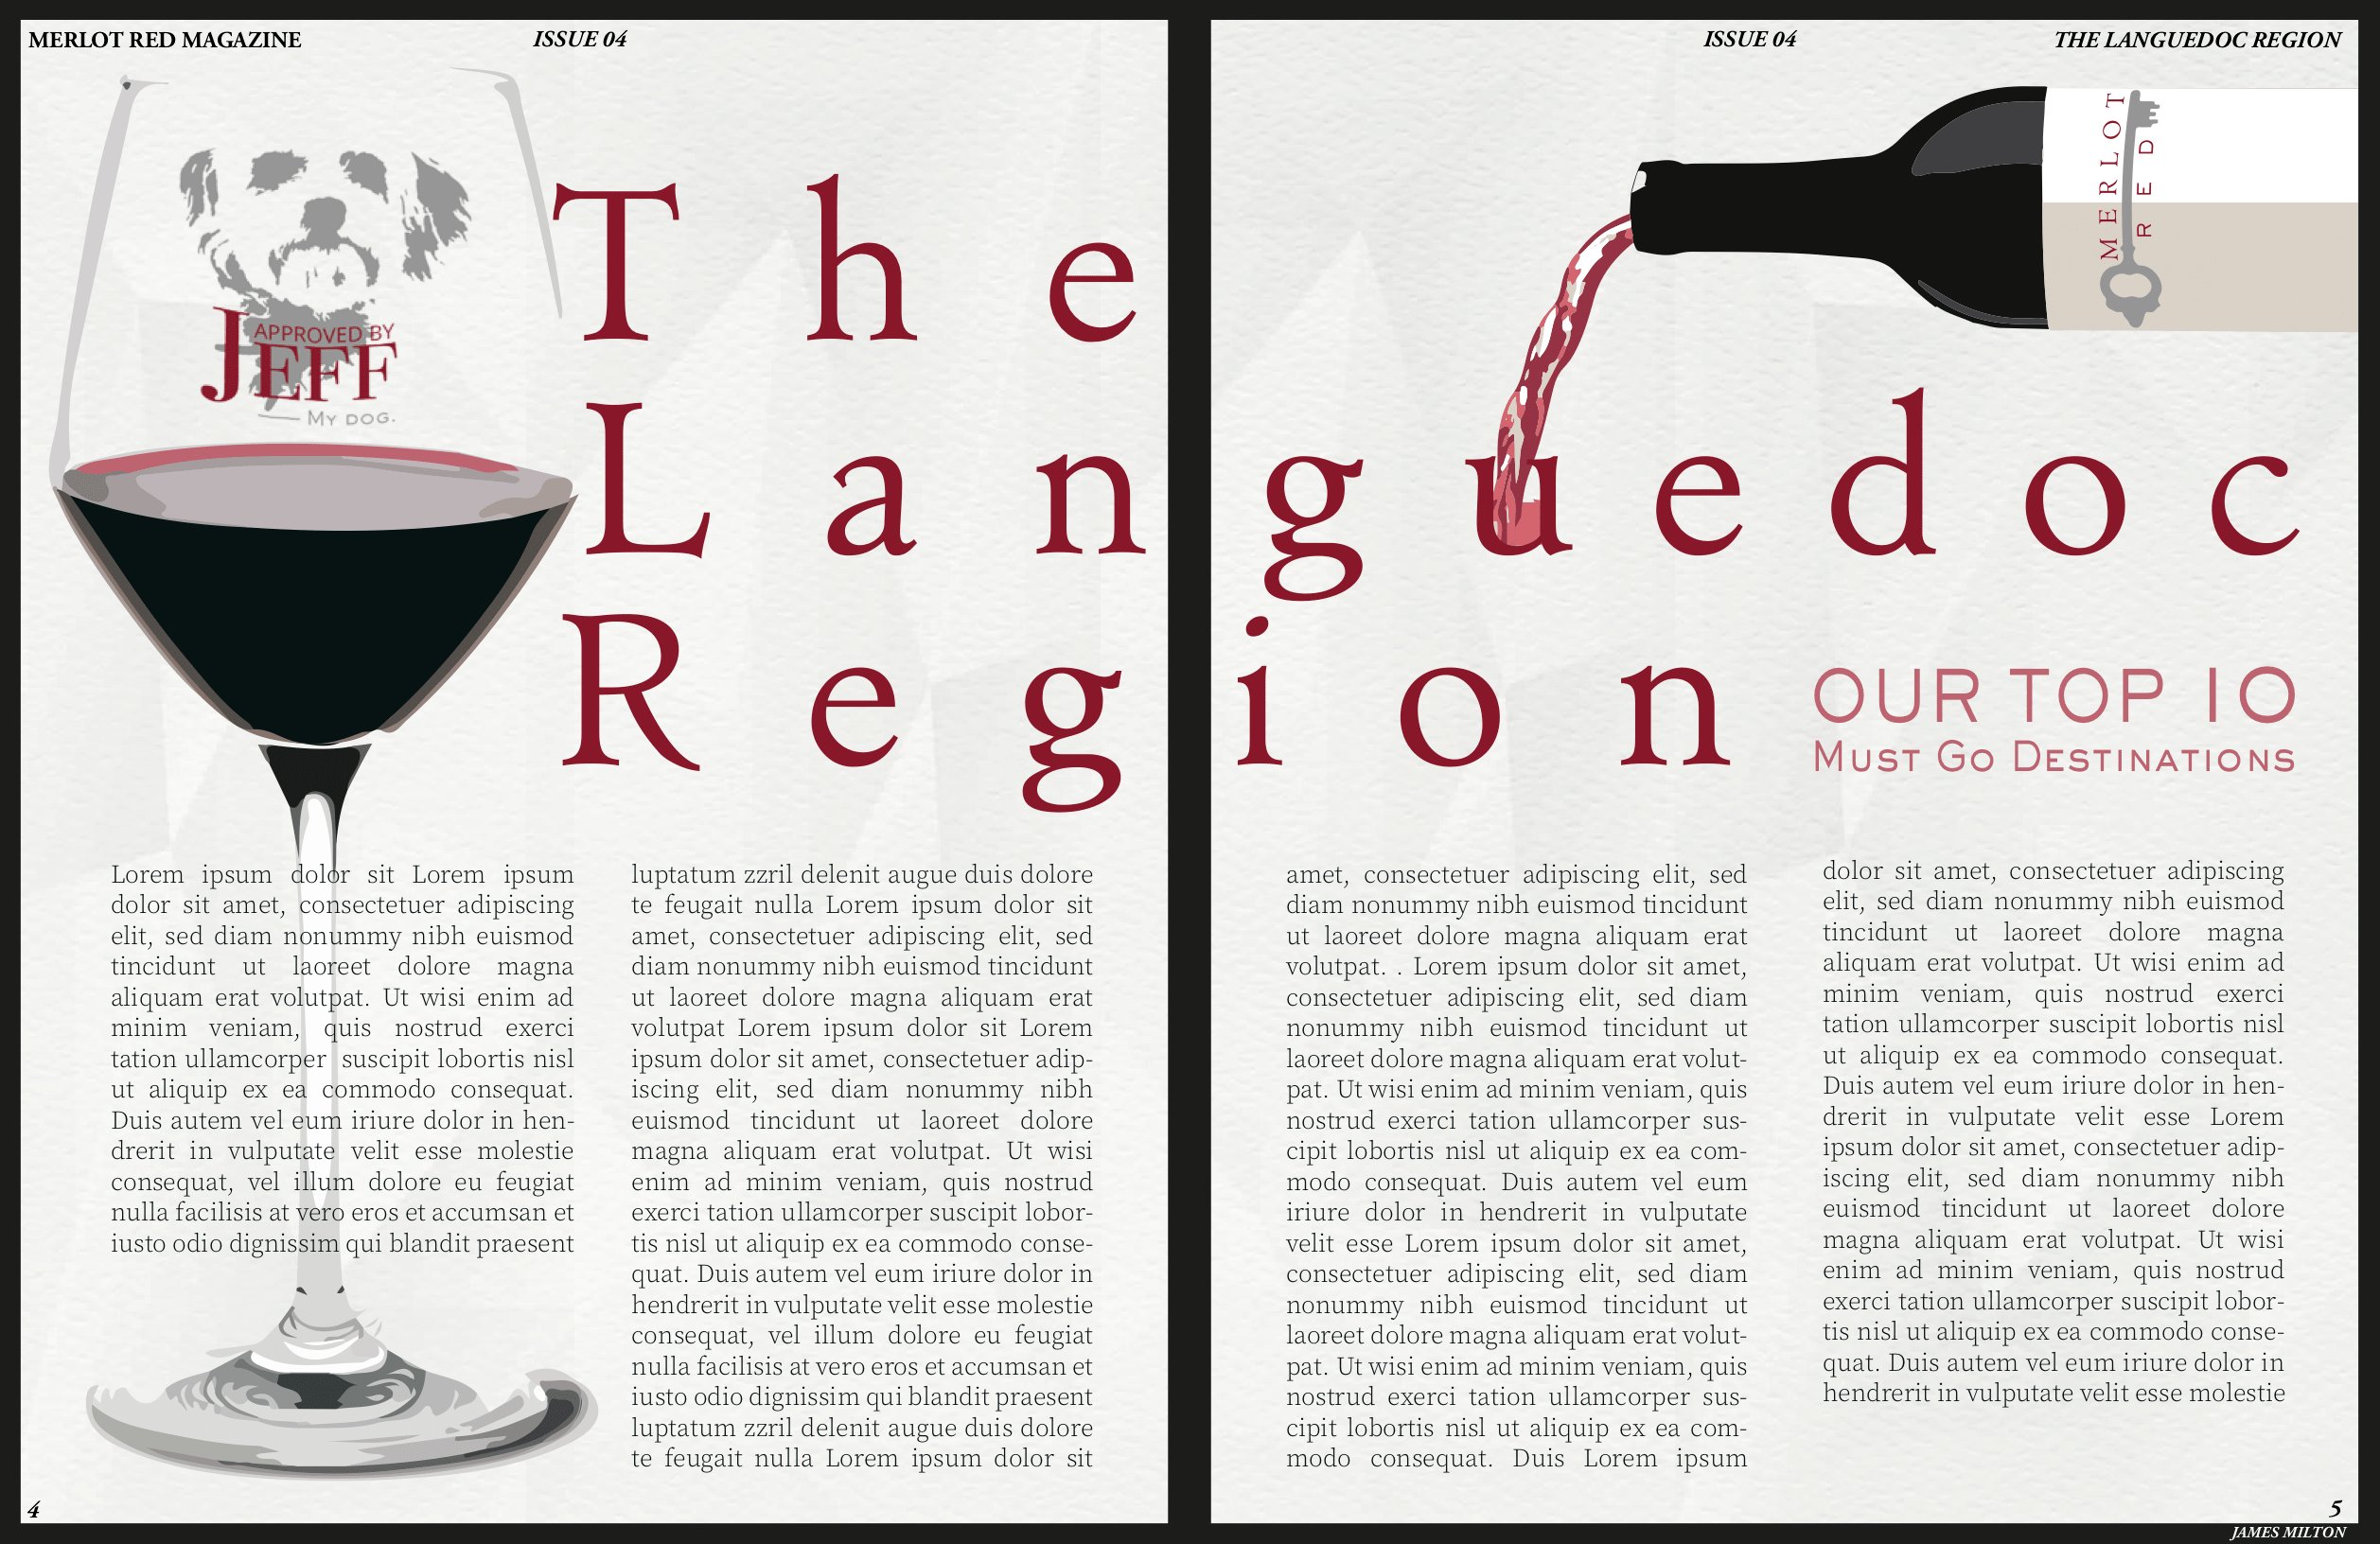 MERLOT RED MAGAZINE
ISSUE 04
ISSUE 04
THE LANGUEDOC REGION
MERLOT
RED
APPROVED BY
JEFF
MY DOG.
The
Languedoc
Region
OUR TOP 10
MUST GO DESTINATIONS
Lorem ipsum dolor sit Lorem ipsum
dolor sit amet, consectetuer adipiscing
elit, sed diam nonummy nibh euismod
tincidunt ut laoreet dolore magna
aliquam erat volutpat. Ut wisi enim ad
minim veniam, quis nostrud exerci
tation ullamcorper suscipit lobortis nisl
ut aliquip ex ea commodo consequat.
Duis autem vel eum iriure dolor in hen-
drerit in vulputate velit esse molestie
consequat, vel illum dolore eu feugiat
nulla facilisis at vero eros et accumsan et
iusto odio dignissim qui blandit praesent
luptatum zzril delenit augue duis dolore
te feugait nulla Lorem ipsum dolor sit
amet, consectetuer adipiscing elit, sed
diam nonummy nibh euismod tincidunt
ut laoreet dolore magna aliquam erat
volutpat Lorem ipsum dolor sit Lorem
ipsum dolor sit amet, consectetuer adip-
iscing elit, sed diam nonummy nibh
euismod tincidunt ut laoreet dolore
magna aliquam erat volutpat. Ut wisi
enim ad minim veniam, quis nostrud
exerci tation ullamcorper suscipit lobor-
tis nisl ut aliquip ex ea commodo conse-
quat. Duis autem vel eum iriure dolor in
hendrerit in vulputate velit esse molestie
consequat, vel illum dolore eu feugiat
nulla facilisis at vero eros et accumsan et
iusto odio dignissim qui blandit praesent
luptatum zzril delenit augue duis dolore
te feugait nulla Lorem ipsum dolor sit
amet, consectetuer adipiscing elit, sed
diam nonummy nibh euismod tincidunt
ut laoreet dolore magna aliquam erat
volutpat. . Lorem ipsum dolor sit amet,
consectetuer adipiscing elit, sed diam
nonummy nibh euismod tincidunt ut
laoreet dolore magna aliquam erat volut-
pat. Ut wisi enim ad minim veniam, quis
nostrud exerci tation ullamcorper sus-
cipit lobortis nisl ut aliquip ex ea com-
modo consequat. Duis autem vel eum
iriure dolor in hendrerit in vulputate
velit esse Lorem ipsum dolor sit amet,
consectetuer adipiscing elit, sed diam
nonummy nibh euismod tincidunt ut
laoreet dolore magna aliquam erat volut-
pat. Ut wisi enim ad minim veniam, quis
nostrud exerci tation ullamcorper sus-
cipit lobortis nisl ut aliquip ex ea com-
modo consequat. Duis Lorem ipsum
dolor sit amet, consectetuer adipiscing
elit, sed diam nonummy nibh euismod
tincidunt ut laoreet dolore magna
aliquam erat volutpat. Ut wisi enim ad
minim veniam, quis nostrud exerci
tation ullamcorper suscipit lobortis nisl
ut aliquip ex ea commodo consequat.
Duis autem vel eum iriure dolor in hen-
drerit in vulputate velit esse Lorem
ipsum dolor sit amet, consectetuer adip-
iscing elit, sed diam nonummy nibh
euismod tincidunt ut laoreet dolore
magna aliquam erat volutpat. Ut wisi
enim ad minim veniam, quis nostrud
exerci tation ullamcorper suscipit lobor-
tis nisl ut aliquip ex ea commodo conse-
quat. Duis autem vel eum iriure dolor in
hendrerit in vulputate velit esse molestie
4
5
JAMES MILTON